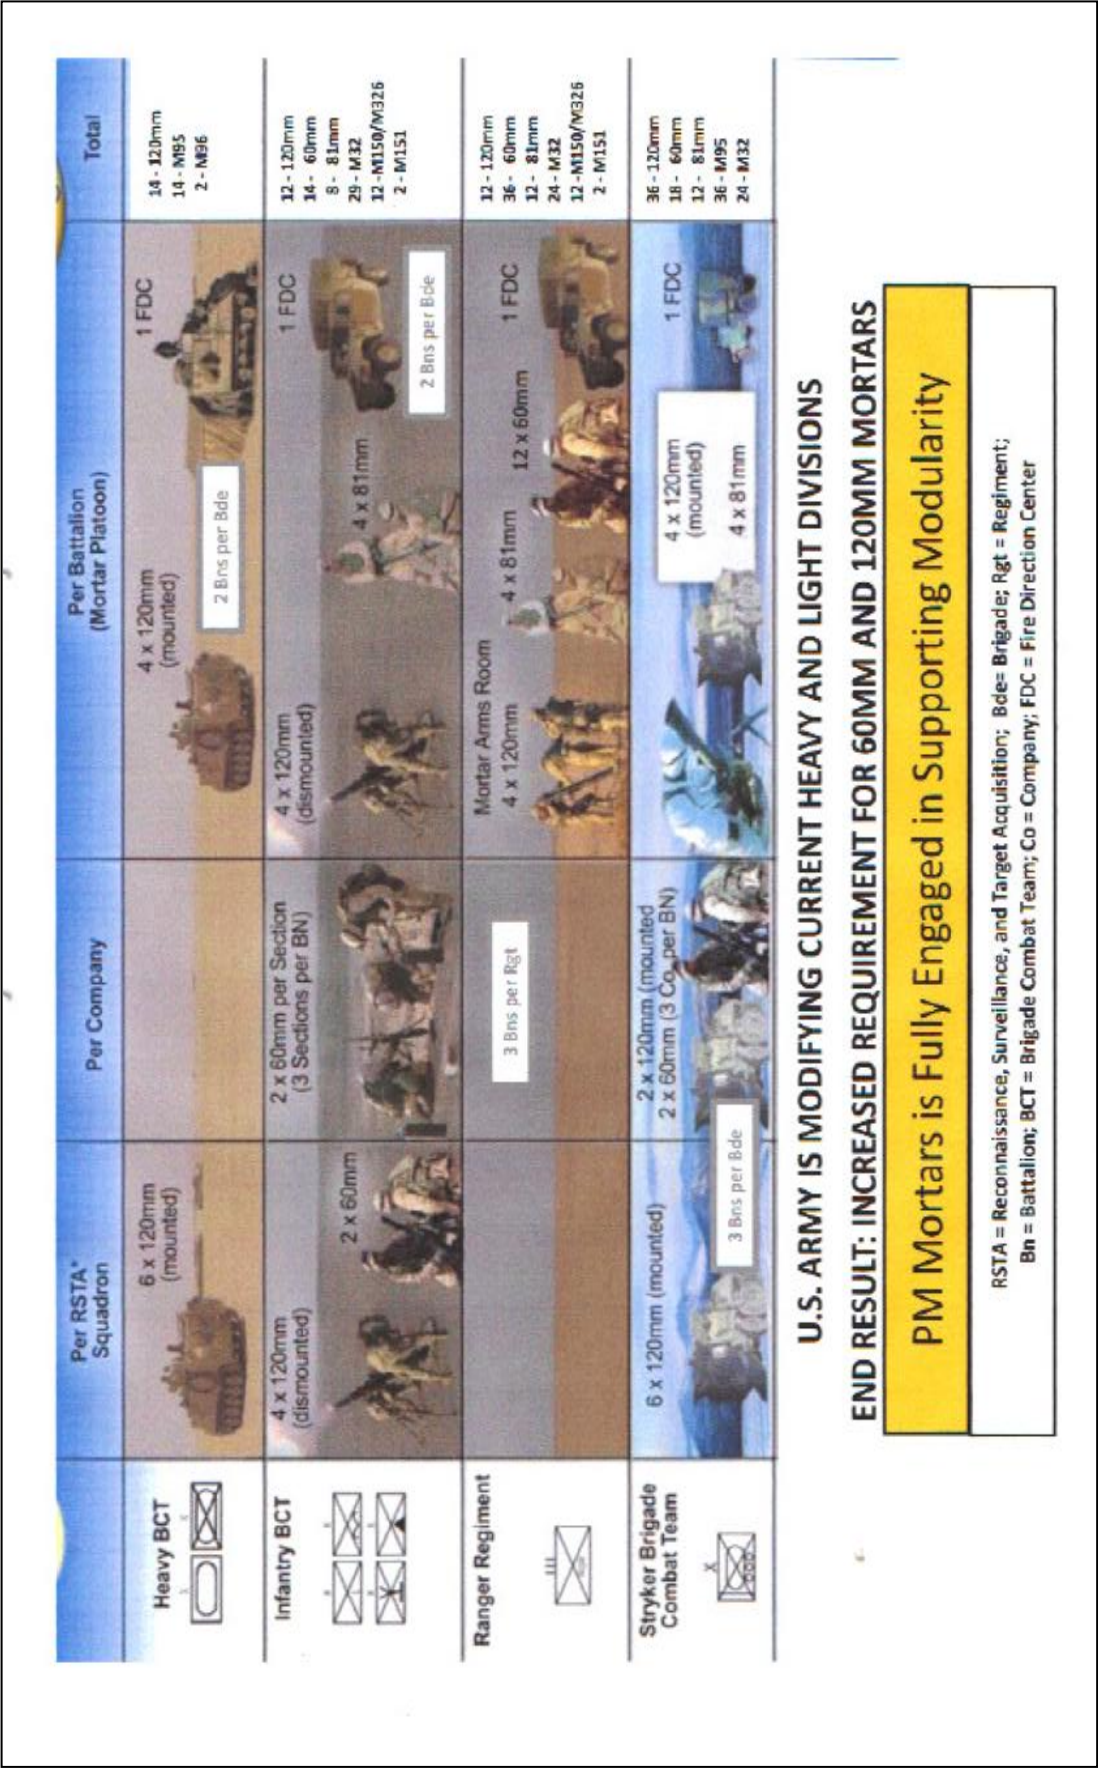 Per RSTA*
Squadron
Per Company
Per Battalion
(Mortar Platoon)
Total
Heavy BCT
6 x 120mm
(mounted)
4 x 120mm
(mounted)
2 Bns per Bde
1 FDC
14 - 120mm
14 - M95
2 - M96
Infantry BCT
4 x 120mm
(dismounted)
2 x 60mm
2 x 60mm per Section
(3 Sections per BN)
4 x 120mm
(dismounted)
4 x 81mm
1 FDC
2 Bns per Bde
12 - 120mm
14 - 60mm
8 - 81mm
29 - M32
12 -M150/M326
2 - M151
Ranger Regiment
3 Bns per Rgt
Mortar Arms Room
4 x 120mm
4 x 81mm
12 x 60mm
1 FDC
12 - 120mm
36 - 60mm
12 - 81mm
24 - M32
12-M150/M326
2 - M151
Stryker Brigade
Combat Team
6 x 120mm (mounted)
3 Bns per Bde
2 x 120mm (mounted
2 x 60mm (3 Co. per BN)
4 x 120mm
(mounted)
4 x 81mm
1 FDC
36 - 120mm
18 - 60mm
12 - 81mm
36 - M95
24 - M32
U.S. ARMY IS MODIFYING CURRENT HEAVY AND LIGHT DIVISIONS
END RESULT: INCREASED REQUIREMENT FOR 60MM AND 120MM MORTARS
PM Mortars is Fully Engaged in Supporting Modularity
RSTA = Reconnaissance, Surveillance, and Target Acquisition; Bde= Brigade; Rgt = Regiment;
Bn = Battalion; BCT = Brigade Combat Team; Co = Company; FDC = Fire Direction Center